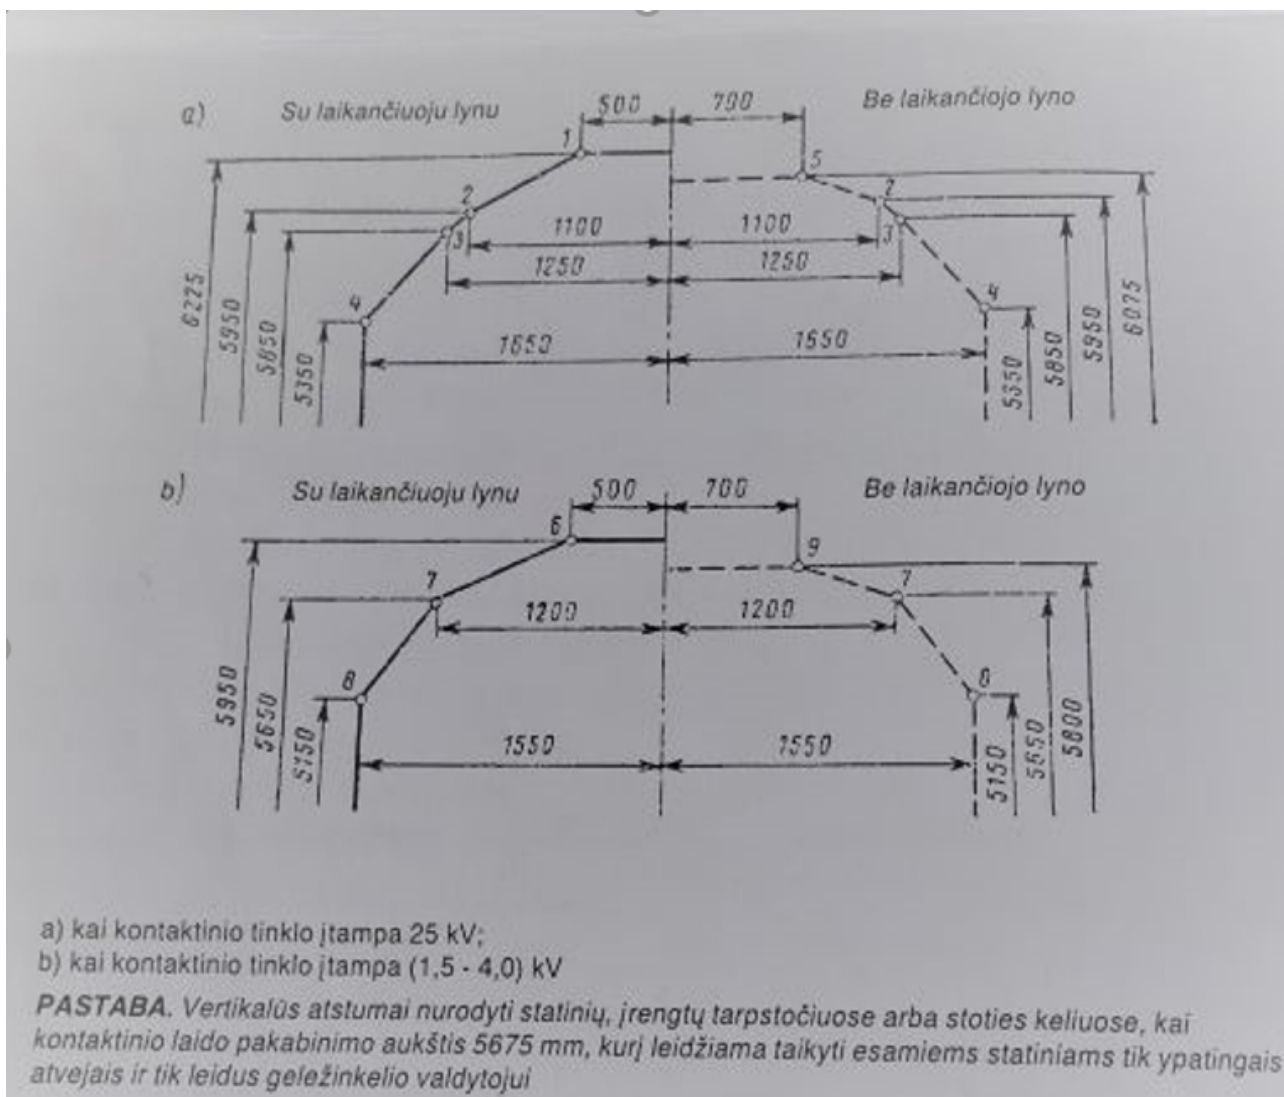 a) Su laikančiuoju lynu 500 700 Be laikančiojo lyno
1
5
2 2
3 1100 1100 3
1250 1250
4 4
1650 1550
6225 5950 5850 5350 5350 5850 5950 6075
b) Su laikančiuoju lynu 500 700 Be laikančiojo lyno
6 9
7 7
1200 1200
8 8
1550 1550
5950 5650 5150 5150 5650 5800
a) kai kontaktinio tinklo įtampa 25 kV;
b) kai kontaktinio tinklo įtampa (1,5 - 4,0) kV
PASTABA. Vertikalūs atstumai nurodyti statinių, įrengtų tarpstočiuose arba stoties keliuose, kai
kontaktinio laido pakabinimo aukštis 5675 mm, kurį leidžiama taikyti esamiems statiniams tik ypatingais
atvejais ir tik leidus geležinkelio valdytojui